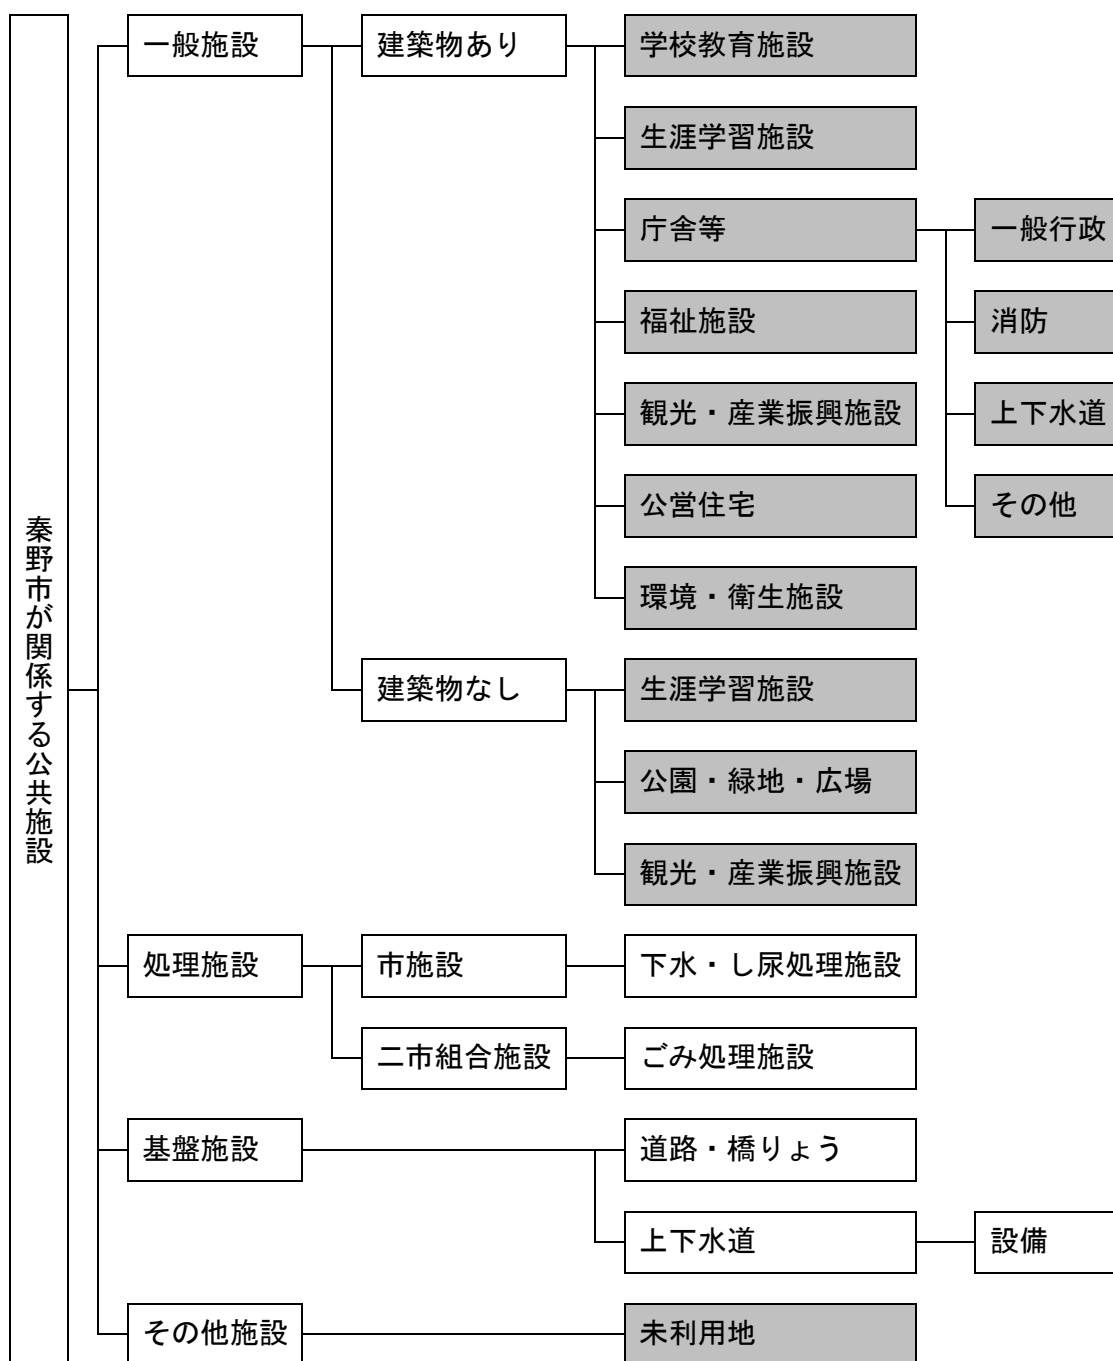 秦野市が関係する公共施設
一般施設
建築物あり
学校教育施設
生涯学習施設
庁舎等
一般行政
消防
上下水道
その他
福祉施設
観光・産業振興施設
公営住宅
環境・衛生施設
建築物なし
生涯学習施設
公園・緑地・広場
観光・産業振興施設
処理施設
市施設
下水・し尿処理施設
二市組合施設
ごみ処理施設
基盤施設
道路・橋りょう
上下水道
設備
その他施設
未利用地